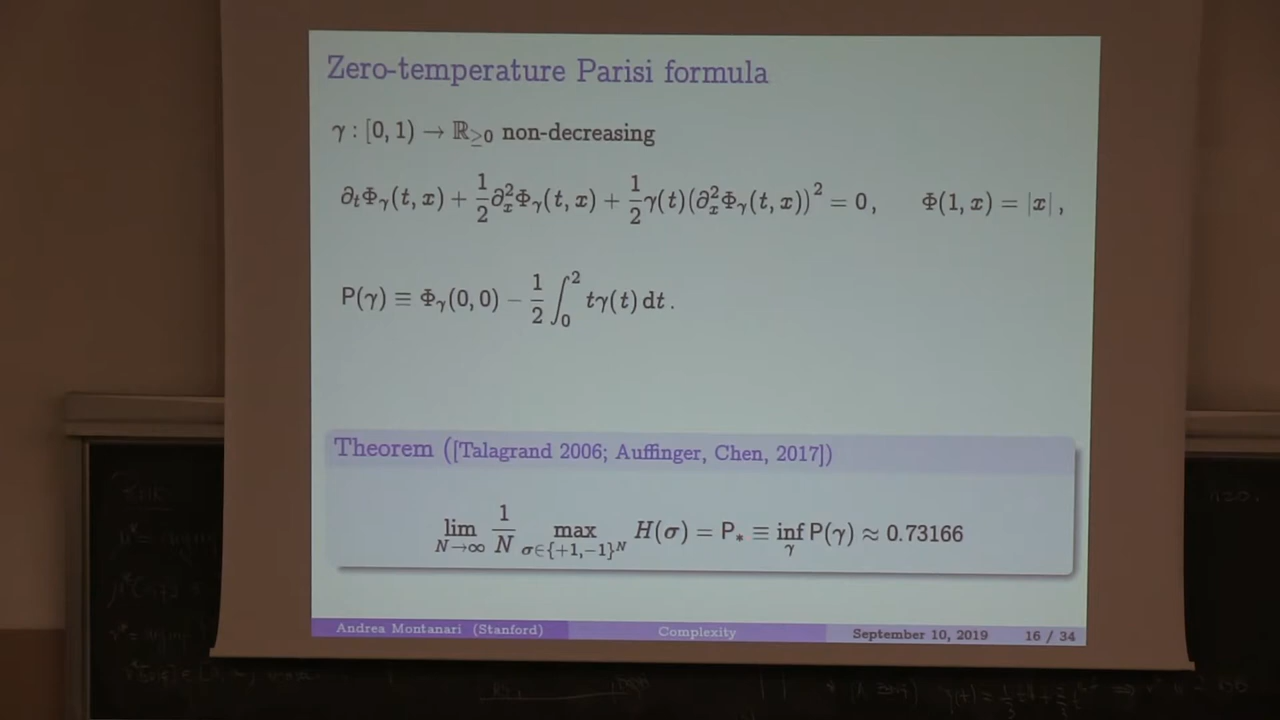 Zero-temperature Parisi formula
γ : [0, 1) → ℝ≥0 non-decreasing
∂ₜΦᵧ(t, x) + 1/2 ∂ₓ²Φᵧ(t, x) + 1/2 γ(t)(∂ₓ²Φᵧ(t, x))² = 0 , Φ(1, x) = |x| ,
P(γ) ≡ Φᵧ(0, 0) − 1/2 ∫₀² tγ(t) dt .
Theorem ([Talagrand 2006; Auffinger, Chen, 2017])
lim N→∞ 1/N max σ∈{+1,−1}ᴺ H(σ) = P∗ ≡ inf γ P(γ) ≈ 0.73166
Andrea Montanari (Stanford) Complexity September 10, 2019 16 / 34